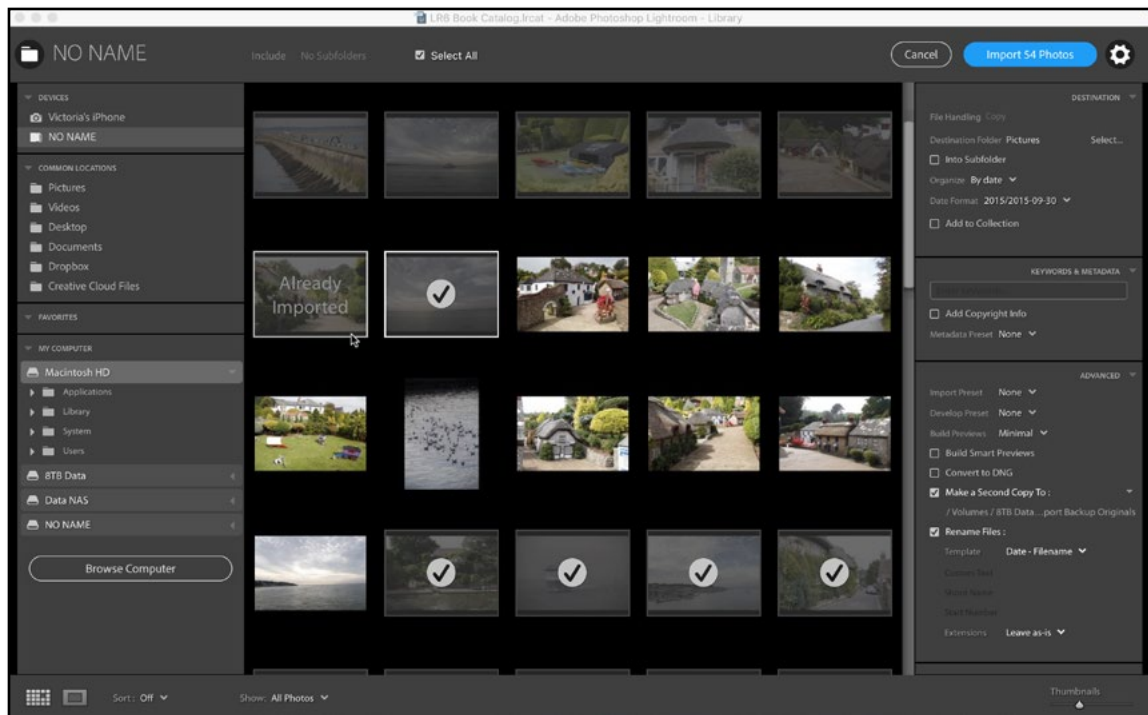 LR6 Book Catalog.lrcat - Adobe Photoshop Lightroom - Library
NO NAME
Include No Subfolders
Select All
Cancel
Import 54 Photos
DEVICES
Victoria's iPhone
NO NAME
COMMON LOCATIONS
Pictures
Videos
Desktop
Documents
Dropbox
Creative Cloud Files
FAVORITES
MY COMPUTER
Macintosh HD
Applications
Library
System
Users
8TB Data
Data NAS
NO NAME
Browse Computer
Already
Imported
DESTINATION
File Handling Copy
Destination Folder Pictures Select...
Into Subfolder
Organize By date
Date Format 2015/2015-09-30
Add to Collection
KEYWORDS & METADATA
Add Copyright Info
Metadata Preset None
ADVANCED
Import Preset None
Develop Preset None
Build Previews Minimal
Build Smart Previews
Convert to DNG
Make a Second Copy To :
/ Volumes / 8TB Data ...port Backup Originals
Rename Files :
Template Date - Filename
Custom Text
Shoot Name
Start Number
Extensions Leave as-is
Sort: Off
Show: All Photos
Thumbnails